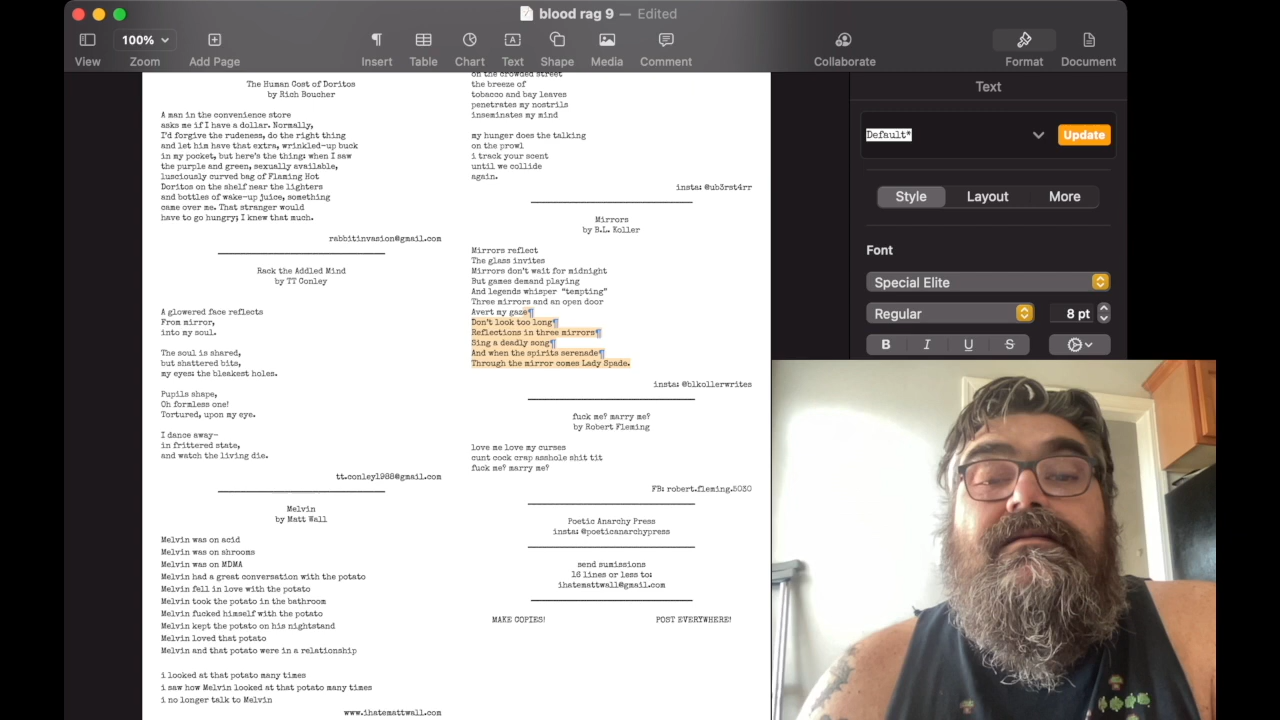 blood rag 9 — Edited
100%
View
Zoom
Add Page
Insert
Table
Chart
Text
Shape
Media
Comment
Collaborate
Format
Document
The Human Cost of Doritos
by Rich Boucher
A man in the convenience store
asks me if I have a dollar. Normally,
I'd forgive the rudeness, do the right thing
and let him have that extra, wrinkled-up buck
in my pocket, but here's the thing: when I saw
the purple and green, sexually available,
lusciously curved bag of Flaming Hot
Doritos on the shelf near the lighters
and bottles of wake-up juice, something
came over me. That stranger would
have to go hungry; I knew that much.
rabbitinvasion@gmail.com
Rack the Addled Mind
by TT Conley
A glowered face reflects
From mirror,
into my soul.
The soul is shared,
but shattered bits,
my eyes: the bleakest holes.
Pupils shape,
Oh formless one!
Tortured, upon my eye.
I dance away—
in frittered state,
and watch the living die.
tt.conley1988@gmail.com
Melvin
by Matt Wall
Melvin was on acid
Melvin was on shrooms
Melvin was on MDMA
Melvin had a great conversation with the potato
Melvin fell in love with the potato
Melvin took the potato in the bathroom
Melvin fucked himself with the potato
Melvin kept the potato on his nightstand
Melvin loved that potato
Melvin and that potato were in a relationship
i looked at that potato many times
i saw how Melvin looked at that potato many times
i no longer talk to Melvin
www.ihatemattwall.com
on the crowded street
the breeze of
tobacco and bay leaves
penetrates my nostrils
inseminates my mind
my hunger does the talking
on the prowl
i track your scent
until we collide
again.
insta: @ub3rst4rr
Mirrors
by B.L. Koller
Mirrors reflect
The glass invites
Mirrors don't wait for midnight
But games demand playing
And legends whisper "tempting"
Three mirrors and an open door
Avert my gaze¶
Don't look too long¶
Reflections in three mirrors¶
Sing a deadly song¶
And when the spirits serenade¶
Through the mirror comes Lady Spade.
insta: @blkollerwrites
fuck me? marry me?
by Robert Fleming
love me love my curses
cunt cock crap asshole shit tit
fuck me? marry me?
FB: robert.fleming.5030
Poetic Anarchy Press
insta: @poeticanarchypress
send sumissions
16 lines or less to:
ihatemattwall@gmail.com
MAKE COPIES!
POST EVERYWHERE!
Text
Default*
Update
Style
Layout
More
Font
Special Elite
Regular
8 pt
B
I
U
S